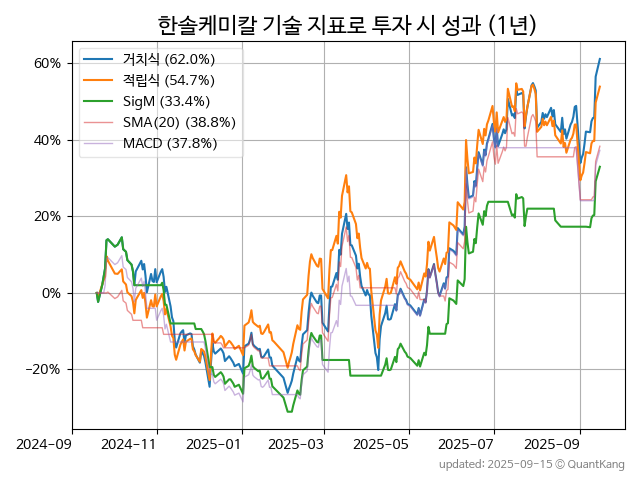 한솔케미칼 기술 지표로 투자 시 성과 (1년)
거치식 (62.0%)
적립식 (54.7%)
SigM (33.4%)
SMA(20) (38.8%)
MACD (37.8%)
60%
40%
20%
0%
−20%
2024-09
2024-11
2025-01
2025-03
2025-05
2025-07
2025-09
updated: 2025-09-15 ⓒ QuantKang